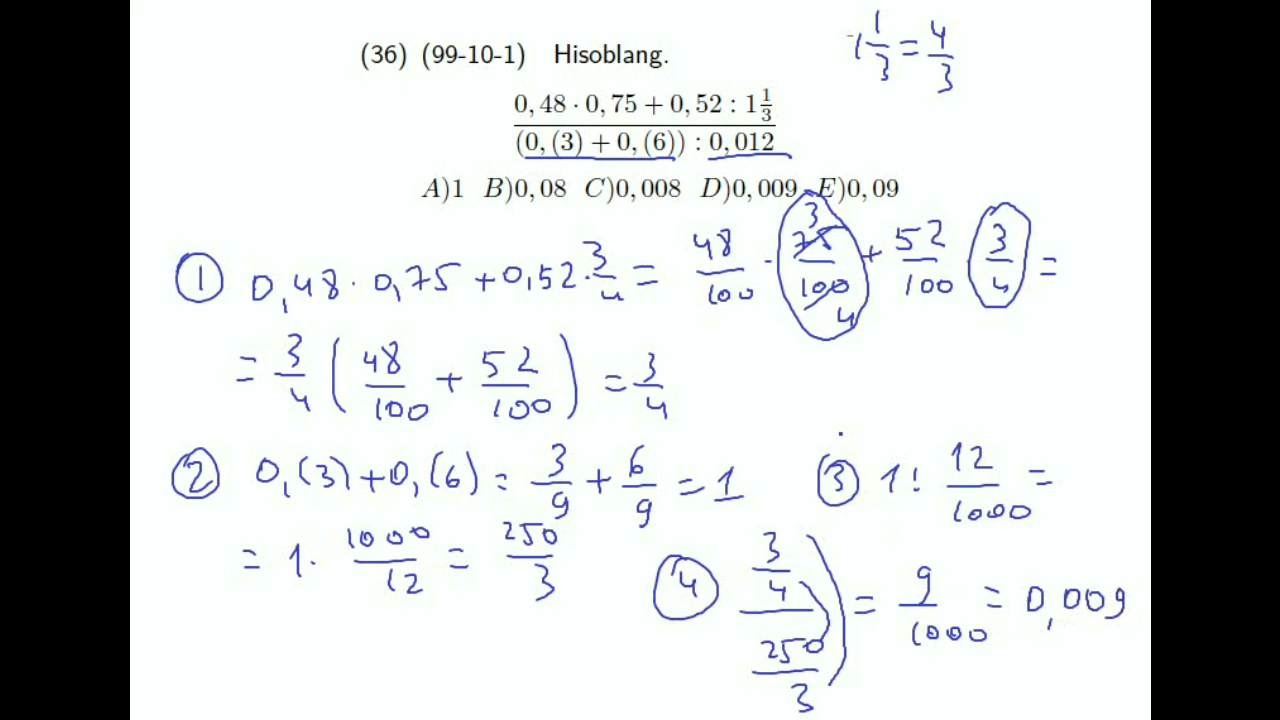 (36) (99-10-1) Hisoblang.
1 1/3 = 4/3
0, 48 · 0, 75 + 0, 52 : 1 1/3
(0, (3) + 0, (6)) : 0, 012
A)1 B)0, 08 C)0, 008 D)0, 009 E)0, 09
① 0,48 · 0,75 + 0,52 · 3/4 = 48/100 · 75/100 3 4 + 52/100 3/4 =
= 3/4 ( 48/100 + 52/100 ) = 3/4
② 0,(3) + 0,(6) = 3/9 + 6/9 = 1
= 1 · 1000/12 = 250/3
③ 1 : 12/1000 =
④ 3/4 / 250/3 = 9/1000 = 0,009